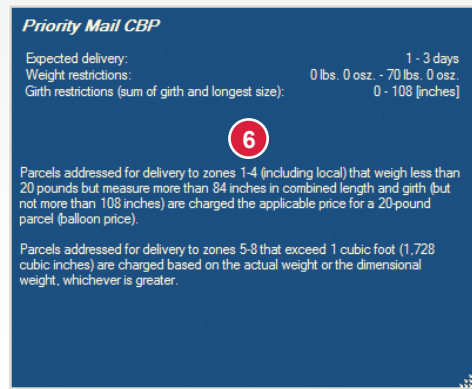 Priority Mail CBP
Expected delivery: 1 - 3 days
Weight restrictions: 0 lbs. 0 osz. - 70 lbs. 0 osz.
Girth restrictions (sum of girth and longest size): 0 - 108 [inches]
6
Parcels addressed for delivery to zones 1-4 (including local) that weigh less than
20 pounds but measure more than 84 inches in combined length and girth (but
not more than 108 inches) are charged the applicable price for a 20-pound
parcel (balloon price).
Parcels addressed for delivery to zones 5-8 that exceed 1 cubic foot (1,728
cubic inches) are charged based on the actual weight or the dimensional
weight, whichever is greater.